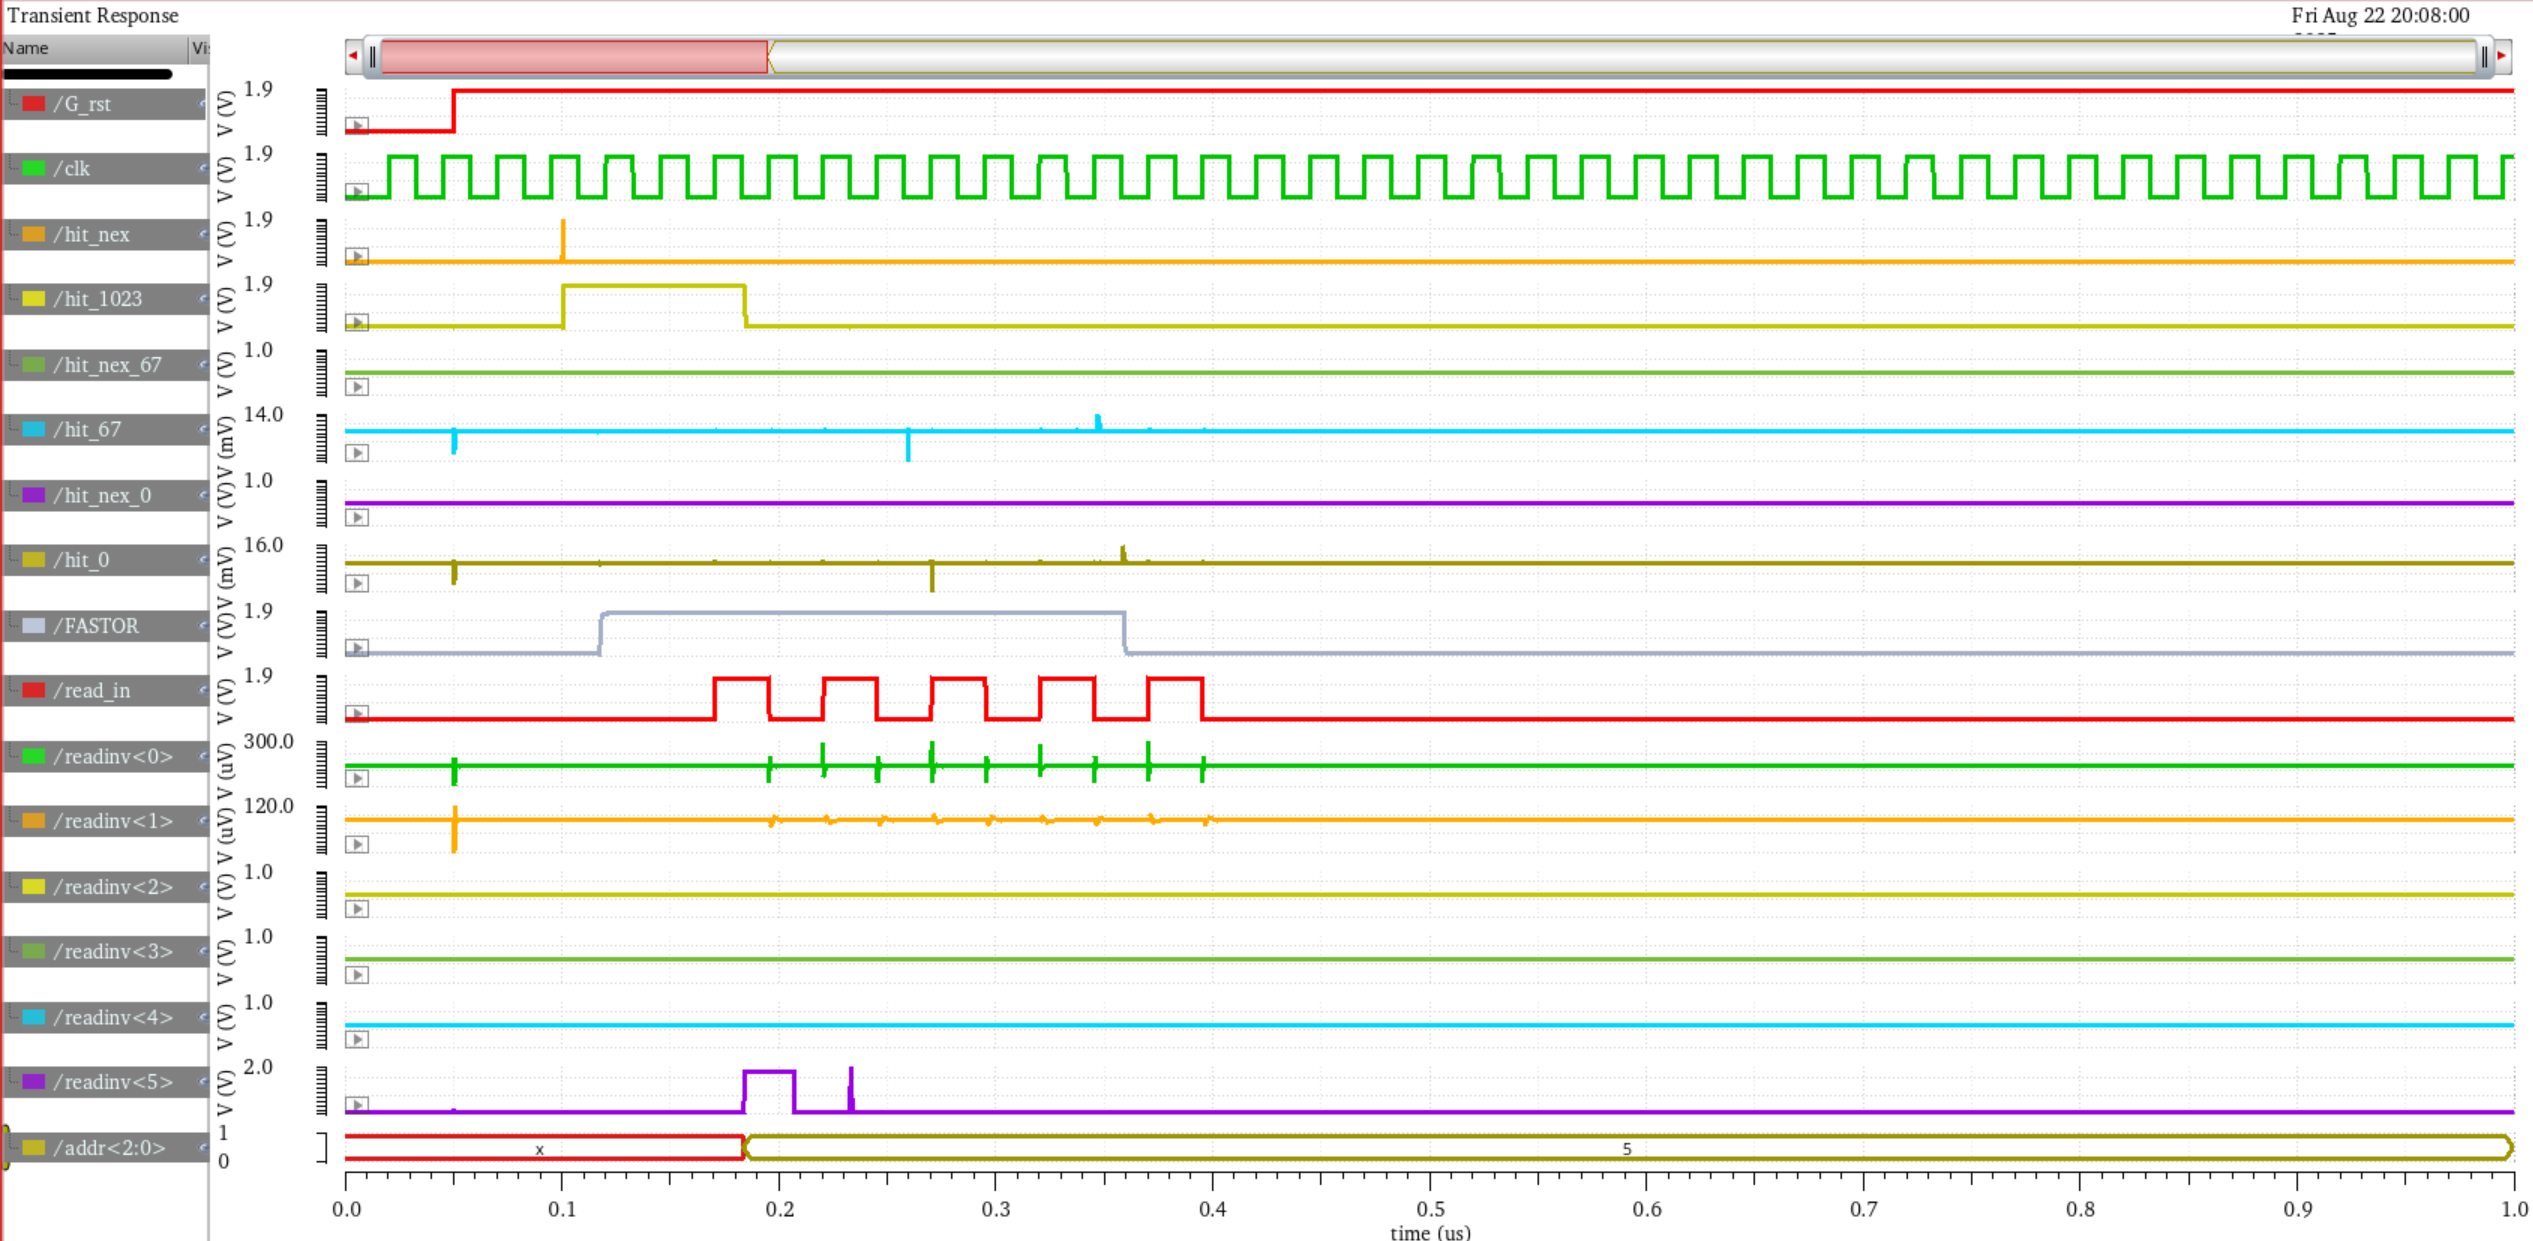 Transient Response
Fri Aug 22 20:08:00
Name Vi
/G_rst V (V) 1.9
/clk V (V) 1.9
/hit_nex V (V) 1.9
/hit_1023 V (V) 1.9
/hit_nex_67 V (V) 1.0
/hit_67 V (mV) 14.0
/hit_nex_0 V (V) 1.0
/hit_0 V (mV) 16.0
/FASTOR V (V) 1.9
/read_in V (V) 1.9
/readinv<0> V (uV) 300.0
/readinv<1> V (uV) 120.0
/readinv<2> V (V) 1.0
/readinv<3> V (V) 1.0
/readinv<4> V (V) 1.0
/readinv<5> V (V) 2.0
/addr<2:0> 1 0 x 5
0.0 0.1 0.2 0.3 0.4 0.5 0.6 0.7 0.8 0.9 1.0
time (us)